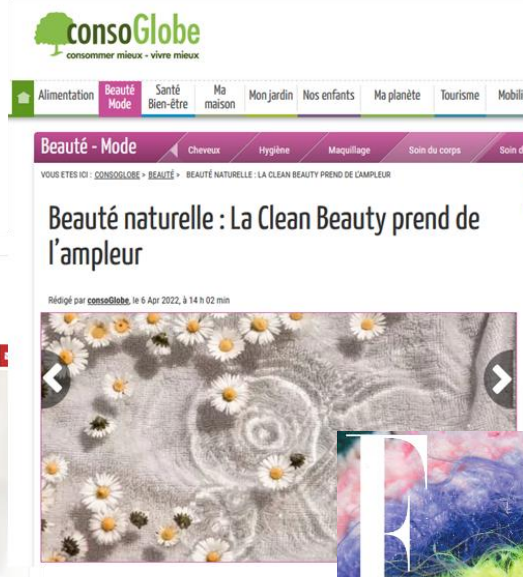 consoGlobe
consommer mieux - vivre mieux
Alimentation Beauté Mode Santé Bien-être Ma maison Mon jardin Nos enfants Ma planète Tourisme Mobili
Beauté - Mode Cheveux Hygiène Maquillage Soin du corps Soin d
VOUS ETES ICI : CONSOGLOBE » BEAUTÉ » BEAUTÉ NATURELLE : LA CLEAN BEAUTY PREND DE L'AMPLEUR
Beauté naturelle : La Clean Beauty prend de
l'ampleur
Rédigé par consoGlobe, le 6 Apr 2022, à 14 h 02 min
F